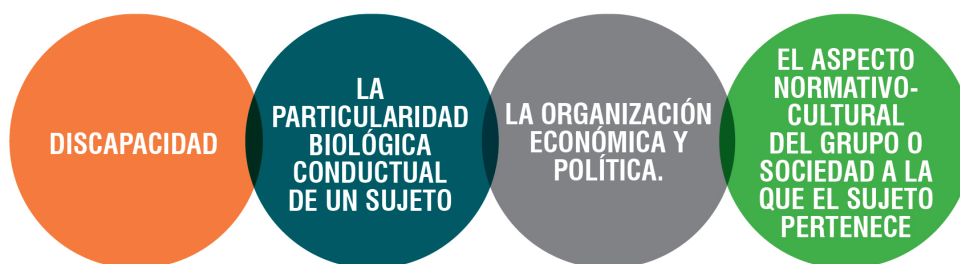 DISCAPACIDAD
LA
PARTICULARIDAD
BIOLÓGICA
CONDUCTUAL
DE UN SUJETO
LA ORGANIZACIÓN
ECONÓMICA Y
POLÍTICA.
EL ASPECTO
NORMATIVO-
CULTURAL
DEL GRUPO O
SOCIEDAD A LA
QUE EL SUJETO
PERTENECE